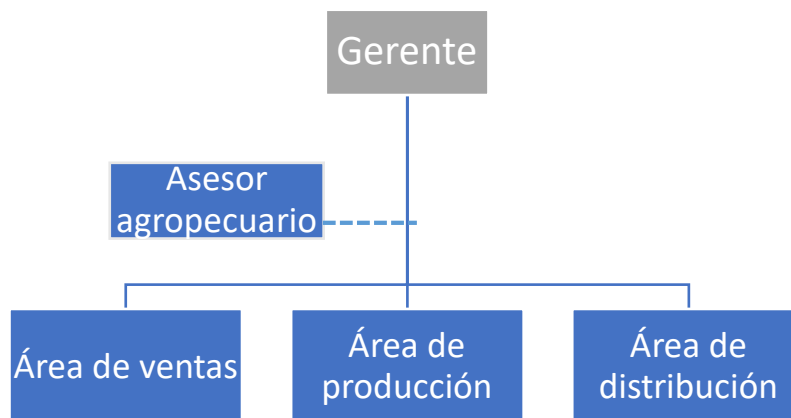 Gerente
Asesor
agropecuario
Área de ventas
Área de
producción
Área de
distribución